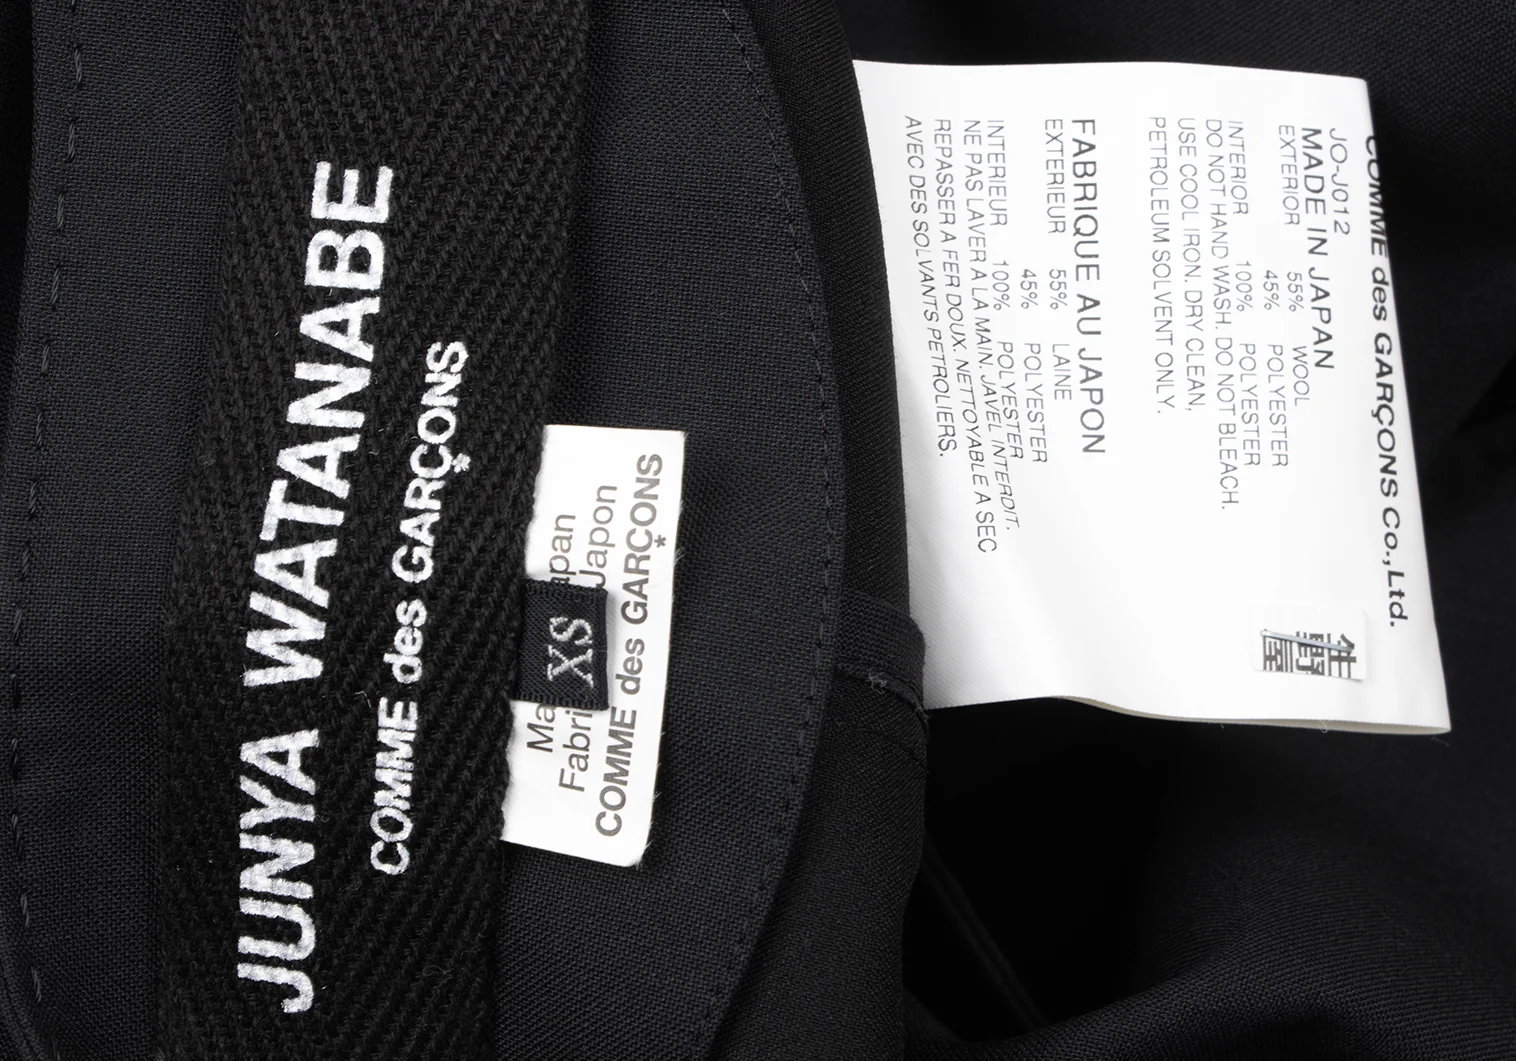 JUNYA WATANABE
COMME des GARÇONS
Ma pan
Fabri Japon
COMME des GARÇONS
XS
COMME des GARÇONS Co.,Ltd.
JO-J012
MADE IN JAPAN
EXTERIOR 55% WOOL
45% POLYESTER
INTERIOR 100% POLYESTER
DO NOT HAND WASH. DO NOT BLEACH.
USE COOL IRON. DRY CLEAN,
PETROLEUM SOLVENT ONLY.
FABRIQUE AU JAPON
EXTERIEUR 55% LAINE
45% POLYESTER
INTERIEUR 100% POLYESTER
NE PAS LAVER A LA MAIN. JAVEL INTERDIT.
REPASSER A FER DOUX. NETTOYABLE A SEC
AVEC DES SOLVANTS PETROLIERS.